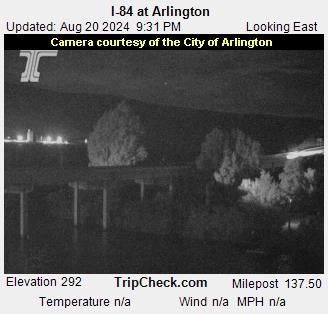 I-84 at Arlington
Updated: Aug 20 2024 9:31 PM Looking East
Camera courtesy of the City of Arlington
Elevation 292 TripCheck.com Milepost 137.50
Temperature n/a Wind n/a MPH n/a